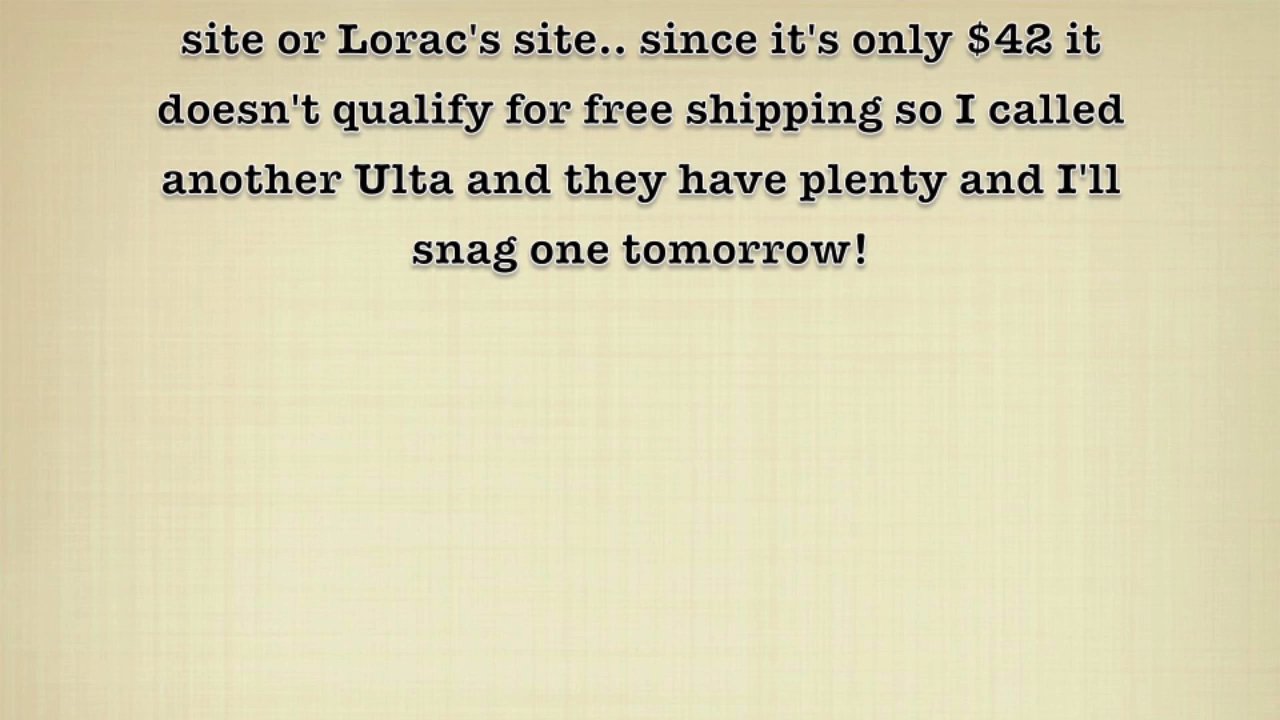 site or Lorac's site.. since it's only $42 it
doesn't qualify for free shipping so I called
another Ulta and they have plenty and I'll
snag one tomorrow!